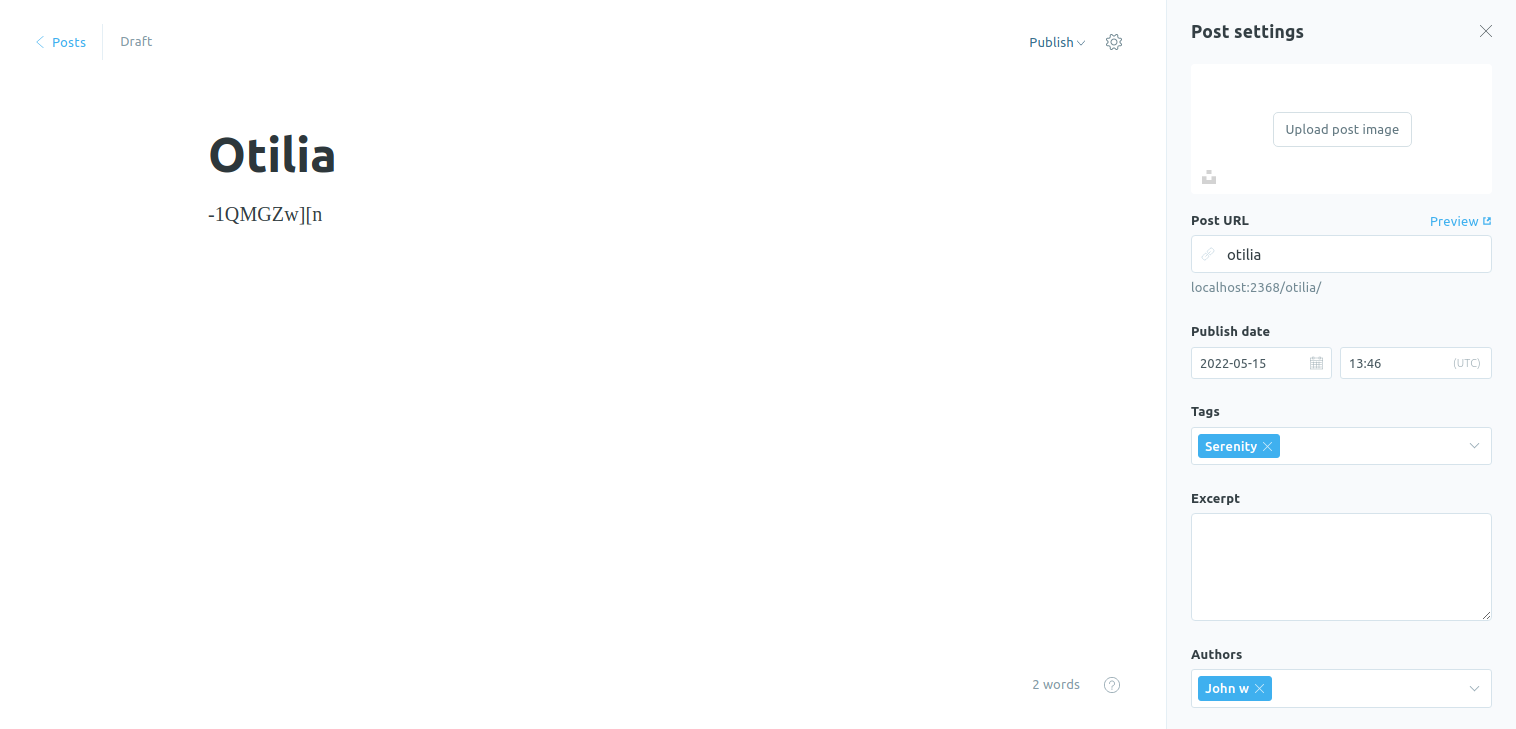 Posts
Draft
Publish
Otilia
-1QMGZw][n
2 words
?
Post settings
Upload post image
Post URL
Preview
otilia
localhost:2368/otilia/
Publish date
2022-05-15
13:46
(UTC)
Tags
Serenity
Excerpt
Authors
John w